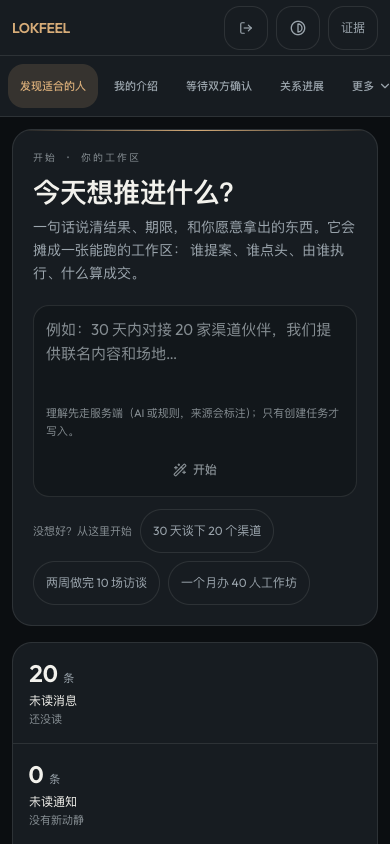 LOKFEEL
证据
发现适合的人 我的介绍 等待双方确认 关系进展 更多
开始 · 你的工作区
今天想推进什么?
一句话说清结果、期限，和你愿意拿出的东西。它会
摊成一张能跑的工作区： 谁提案、谁点头、由谁执
行、什么算成交。
例如：30 天内对接 20 家渠道伙伴，我们提
供联名内容和场地...
理解先走服务端（AI 或规则，来源会标注）；只有创建任务才
写入。
开始
没想好？从这里开始 30 天谈下 20 个渠道
两周做完 10 场访谈 一个月办 40 人工作坊
20 条
未读消息
还没读
0 条
未读通知
没有新动静